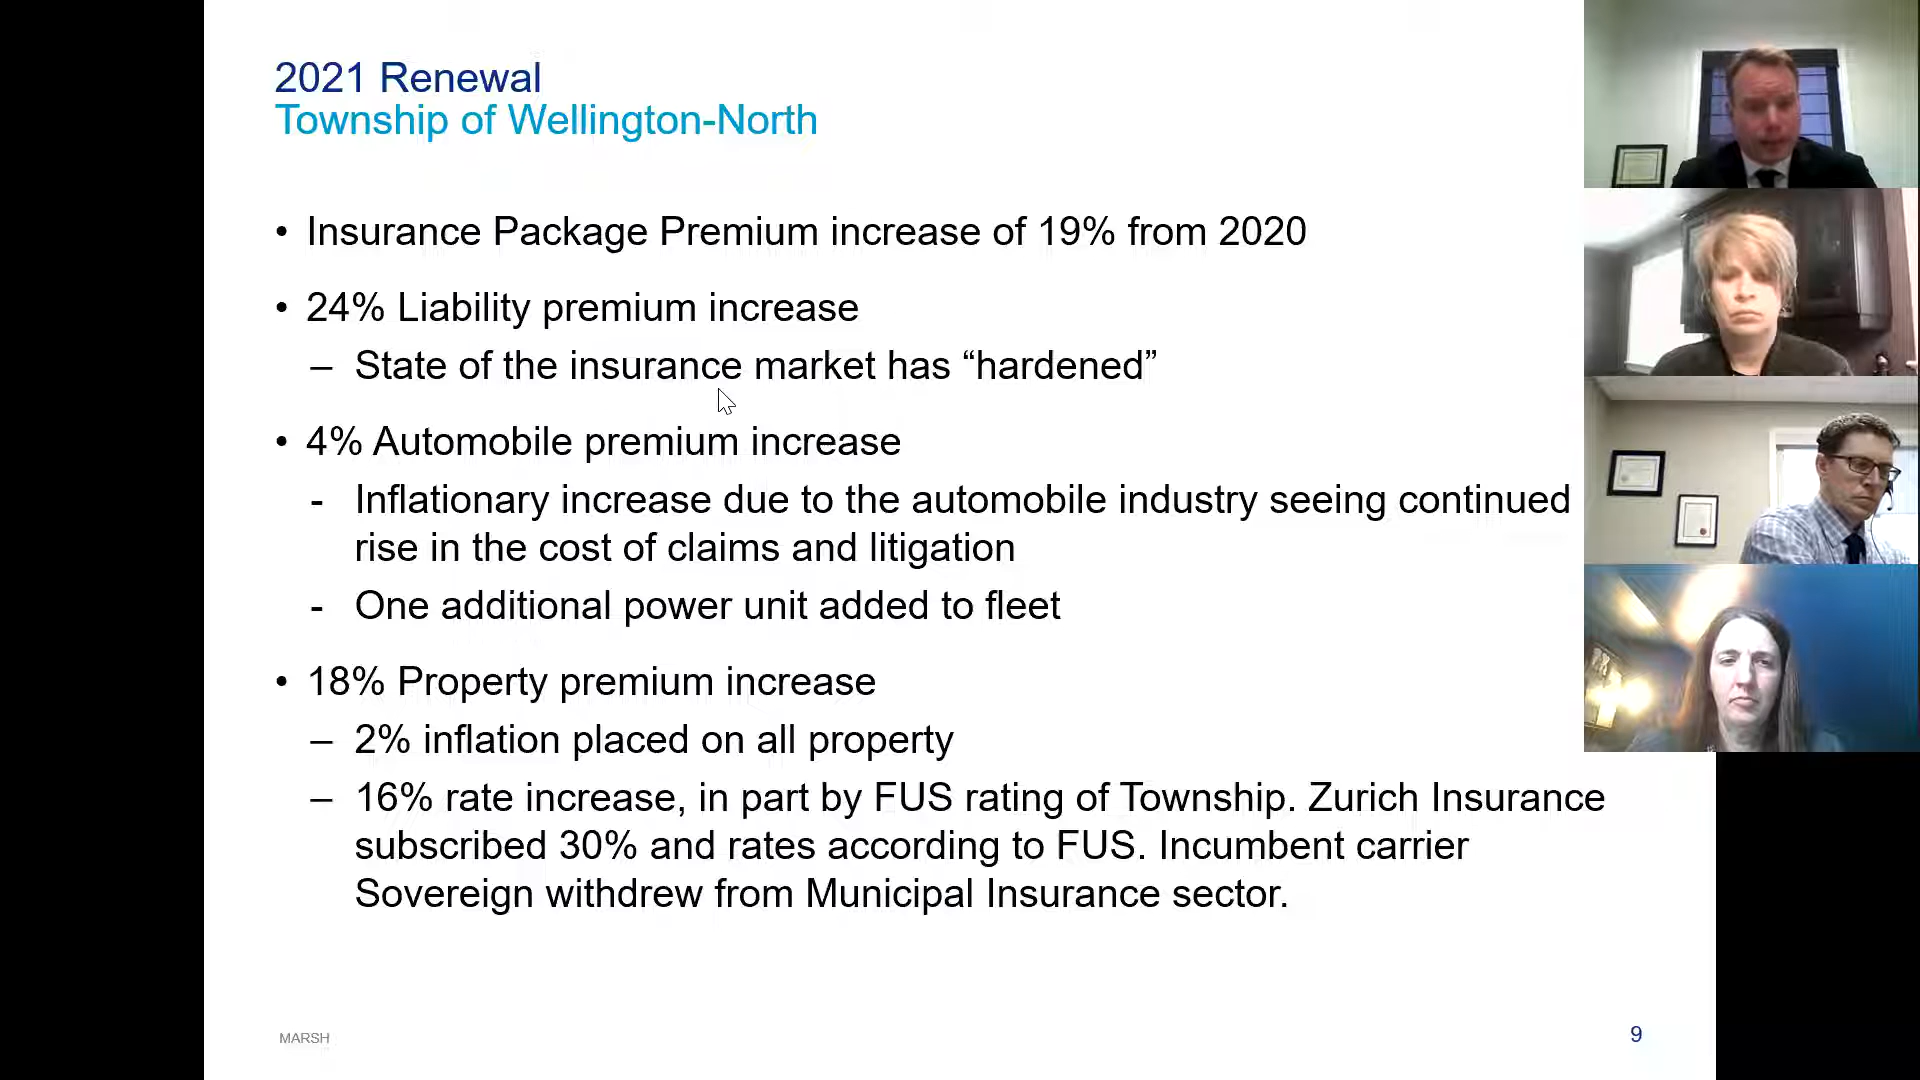 2021 Renewal
Township of Wellington-North
• Insurance Package Premium increase of 19% from 2020
• 24% Liability premium increase
– State of the insurance market has “hardened”
• 4% Automobile premium increase
- Inflationary increase due to the automobile industry seeing continued
rise in the cost of claims and litigation
- One additional power unit added to fleet
• 18% Property premium increase
– 2% inflation placed on all property
– 16% rate increase, in part by FUS rating of Township. Zurich Insurance
subscribed 30% and rates according to FUS. Incumbent carrier
Sovereign withdrew from Municipal Insurance sector.
MARSH
9